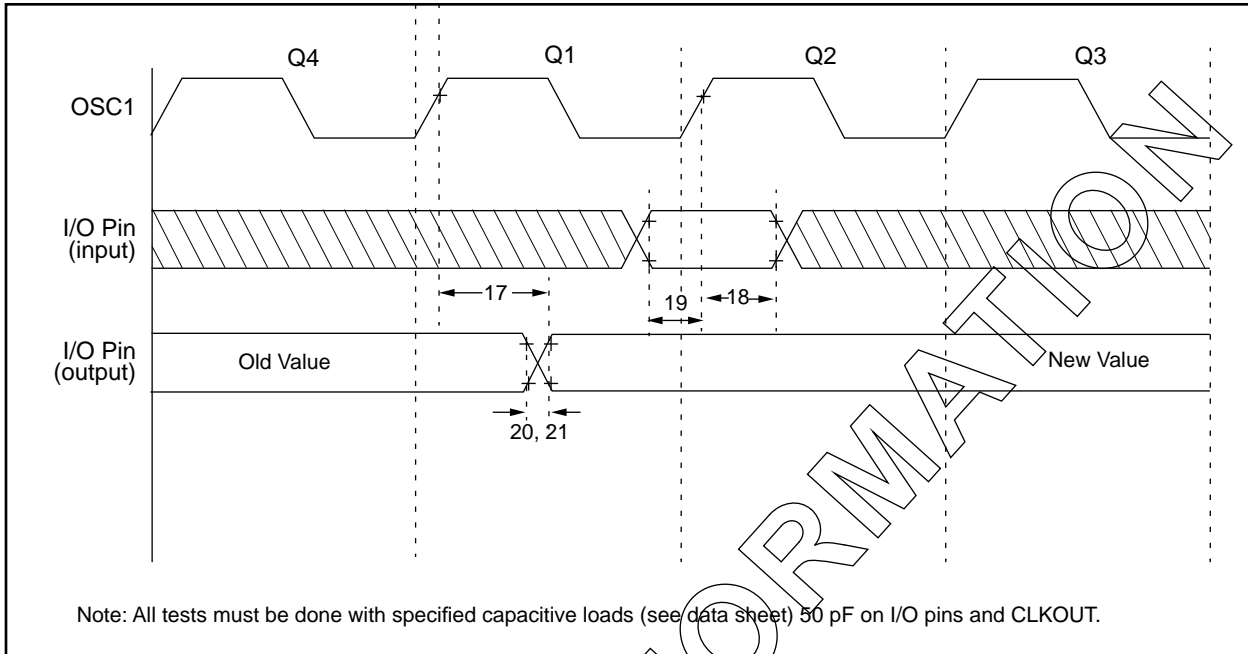 Q4 Q1 Q2 Q3
OSC1
I/O Pin
(input)
17
19
18
I/O Pin
(output)
Old Value
New Value
20, 21
Note: All tests must be done with specified capacitive loads (see data sheet) 50 pF on I/O pins and CLKOUT.
ORMATION